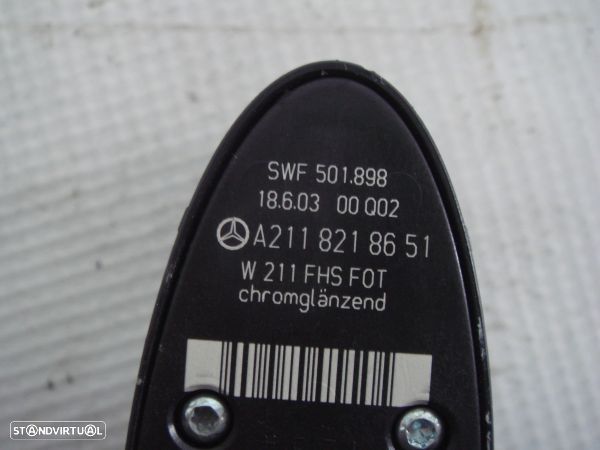 SWF 501.898
18.6.03 00 Q02
A211 821 86 51
W 211 FHS FOT
chromglänzend
STANDVIRTUAL